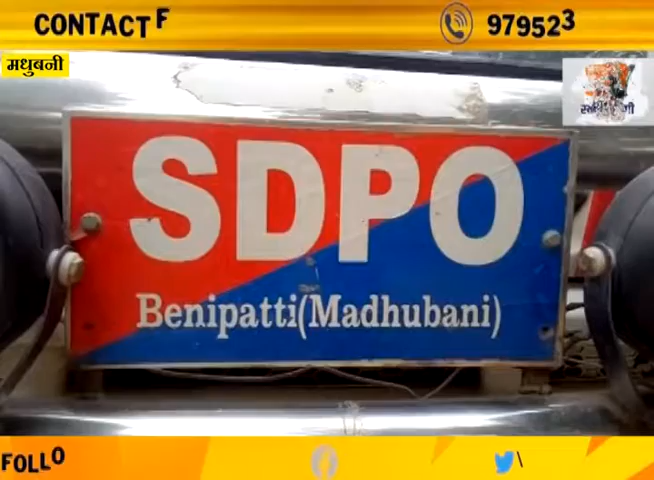 CONTACT F
979523
मधुबनी
SDPO
Benipatti(Madhubani)
FOLLO